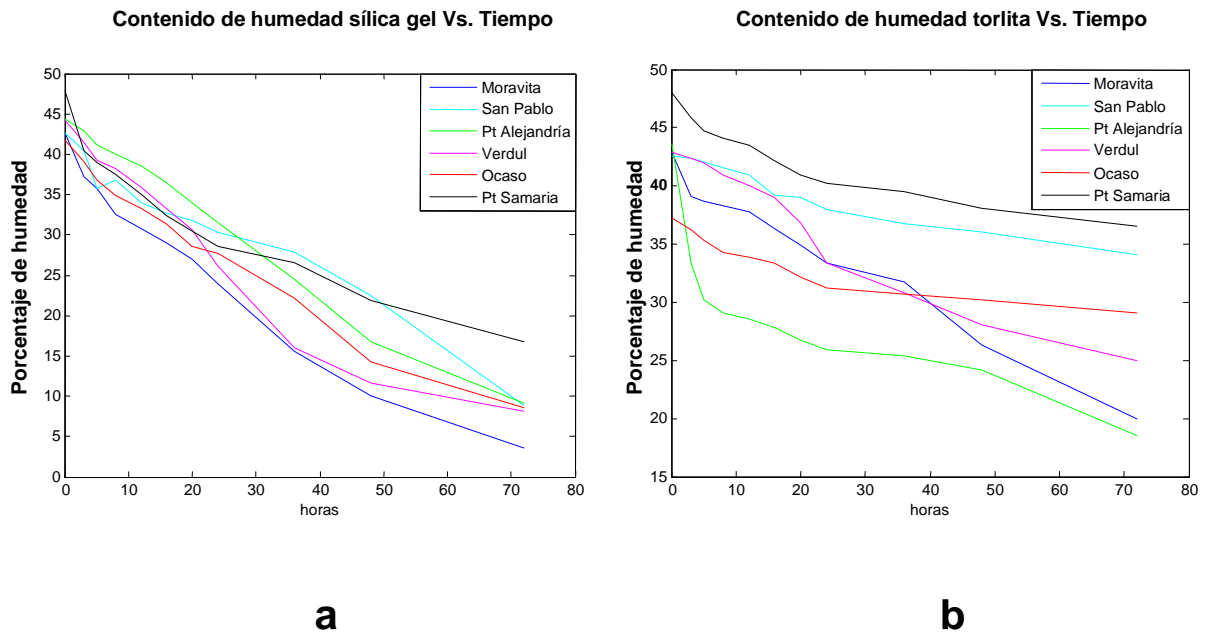 Contenido de humedad sílica gel Vs. Tiempo
Porcentaje de humedad
50
45
40
35
30
25
20
15
10
5
0
0 10 20 30 40 50 60 70 80
horas
Moravita
San Pablo
Pt Alejandría
Verdul
Ocaso
Pt Samaria
a
Contenido de humedad torlita Vs. Tiempo
Porcentaje de humedad
50
45
40
35
30
25
20
15
0 10 20 30 40 50 60 70 80
horas
Moravita
San Pablo
Pt Alejandría
Verdul
Ocaso
Pt Samaria
b